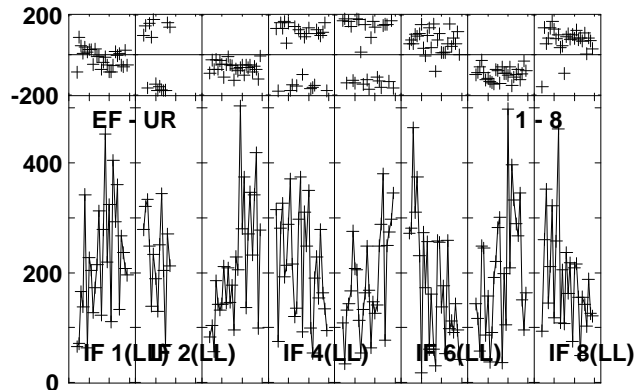 200
-200
EF - UR 1 - 8
400
200
0
IF 1(LL) IF 2(LL) IF 4(LL) IF 6(LL) IF 8(LL)